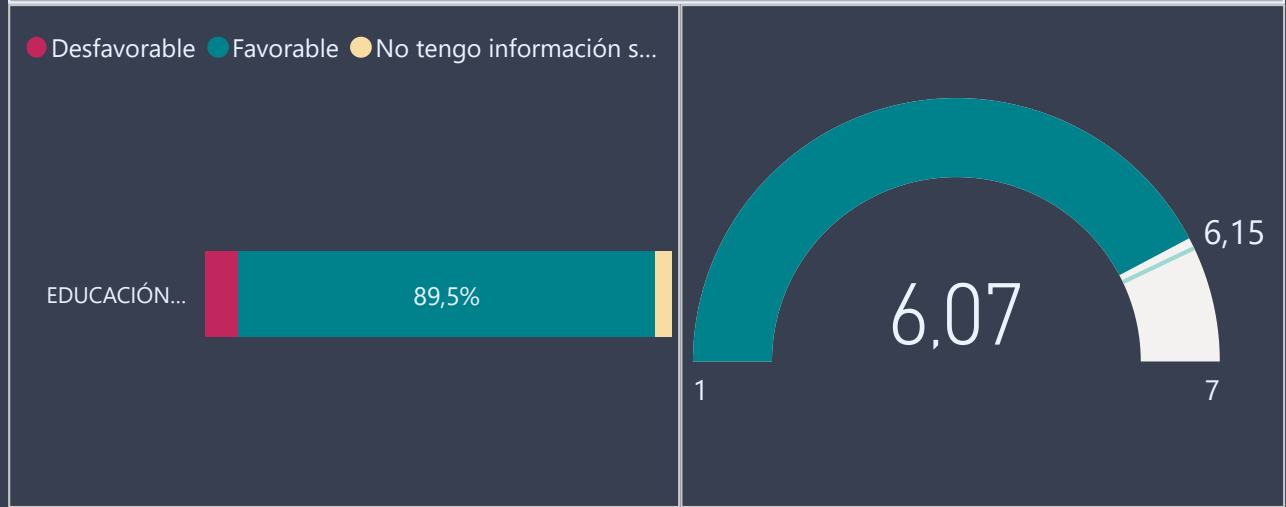 Desfavorable Favorable No tengo información s...
EDUCACIÓN... 89,5%
6,15
6,07
1 7